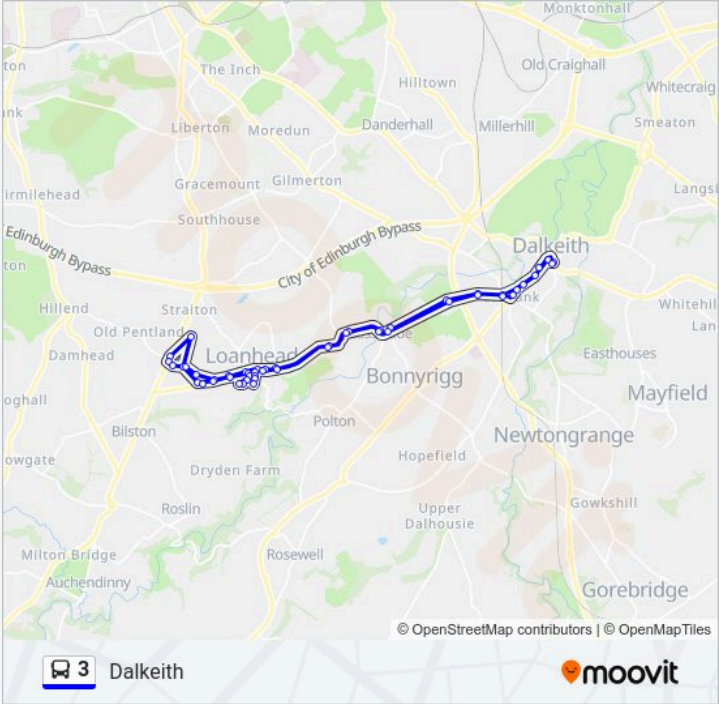 Monktonhall
ton
The Inch
Old Craighall
Hilltown
Whitecraig
ank
Liberton
Moredun
Danderhall
Millerhill
Smeaton
irmilehead
Gracemount
Gilmerton
Langsi
Southhouse
Edinburgh Bypass
City of Edinburgh Bypass
Dalkeith
ton
Hillend
Straiton
ank
Whitehill
Old Pentland
Lan
Damhead
Loanhead
Easthouses
oghall
Bonnyrigg
Mayfield
Bilston
Polton
Newtongrange
owgate
Dryden Farm
Hopefield
Roslin
Upper
Dalhousie
Gowkshill
Milton Bridge
Rosewell
Auchendinny
Gorebridge
© OpenStreetMap contributors | © OpenMapTiles
3 Dalkeith
moovit